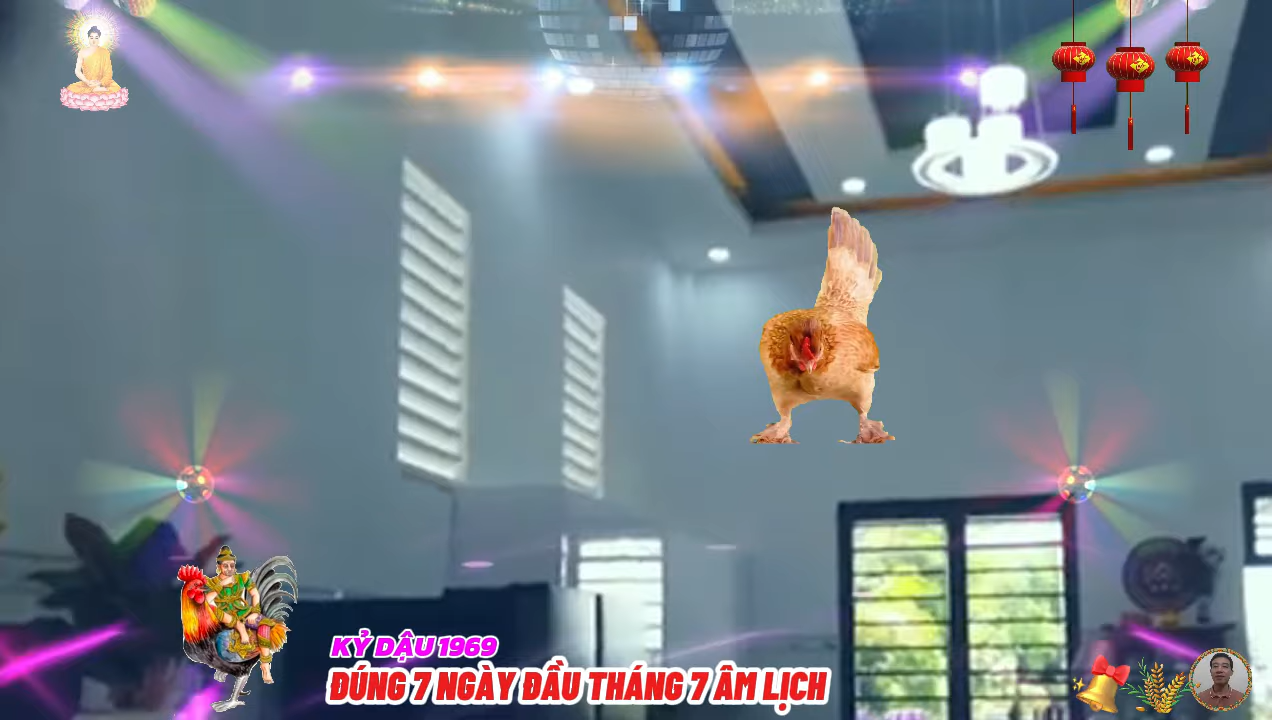 KỶ DẬU 1969
ĐÚNG 7 NGÀY ĐẦU THÁNG 7 ÂM LỊCH